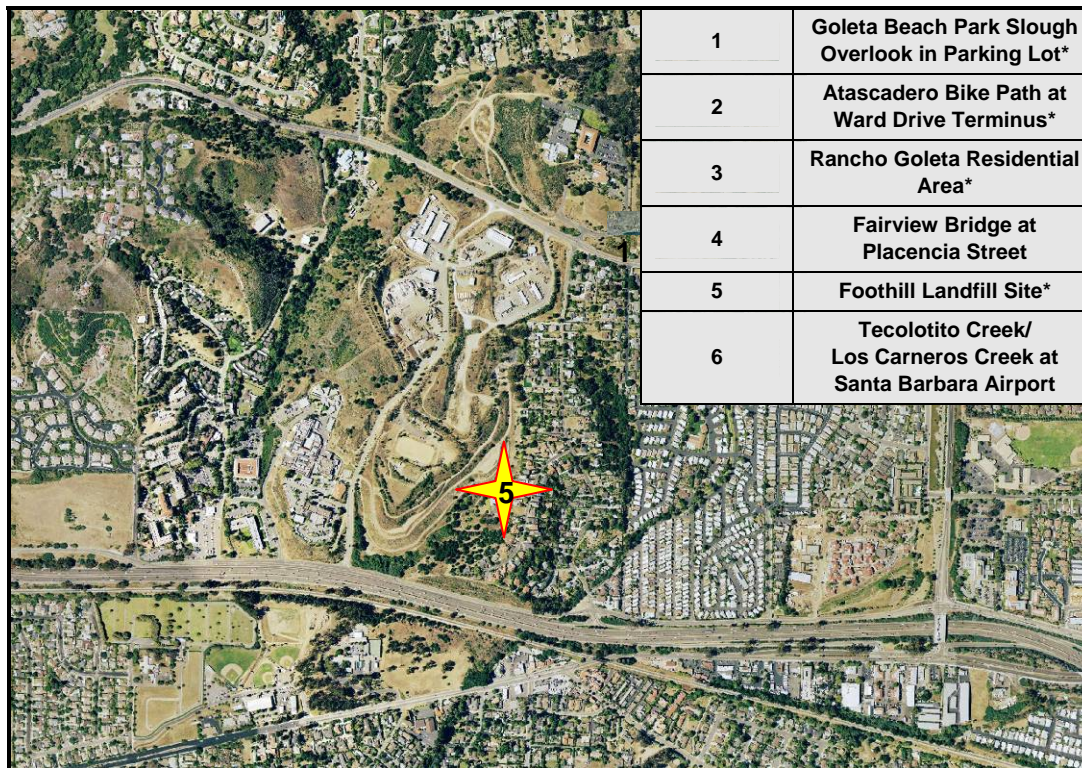 1
Goleta Beach Park Slough
Overlook in Parking Lot*
2
Atascadero Bike Path at
Ward Drive Terminus*
3
Rancho Goleta Residential
Area*
4
Fairview Bridge at
Placencia Street
5
Foothill Landfill Site*
6
Tecolotito Creek/
Los Carneros Creek at
Santa Barbara Airport
1
5